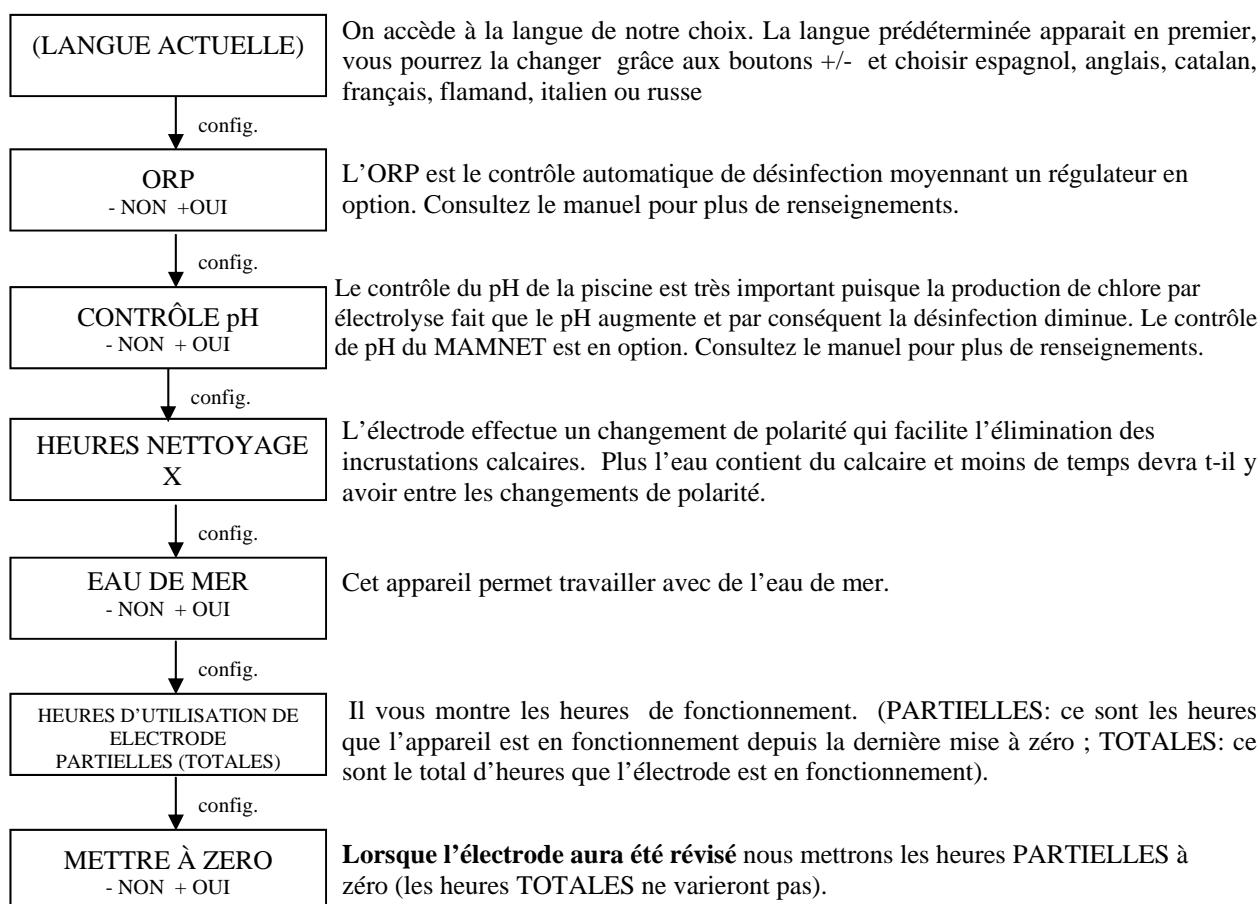 (LANGUE ACTUELLE)
On accède à la langue de notre choix. La langue prédéterminée apparait en premier,
vous pourrez la changer grâce aux boutons +/- et choisir espagnol, anglais, catalan,
français, flamand, italien ou russe
config.
ORP
- NON +OUI
L’ORP est le contrôle automatique de désinfection moyennant un régulateur en
option. Consultez le manuel pour plus de renseignements.
config.
CONTRÔLE pH
- NON + OUI
Le contrôle du pH de la piscine est très important puisque la production de chlore par
électrolyse fait que le pH augmente et par conséquent la désinfection diminue. Le contrôle
de pH du MAMNET est en option. Consultez le manuel pour plus de renseignements.
config.
HEURES NETTOYAGE
X
L’électrode effectue un changement de polarité qui facilite l’élimination des
incrustations calcaires. Plus l’eau contient du calcaire et moins de temps devra t-il y
avoir entre les changements de polarité.
config.
EAU DE MER
- NON + OUI
Cet appareil permet travailler avec de l’eau de mer.
config.
HEURES D’UTILISATION DE
ELECTRODE
PARTIELLES (TOTALES)
Il vous montre les heures de fonctionnement. (PARTIELLES: ce sont les heures
que l’appareil est en fonctionnement depuis la dernière mise à zéro ; TOTALES: ce
sont le total d’heures que l’électrode est en fonctionnement).
config.
METTRE À ZERO
- NON + OUI
Lorsque l’électrode aura été révisé nous mettrons les heures PARTIELLES à
zéro (les heures TOTALES ne varieront pas).